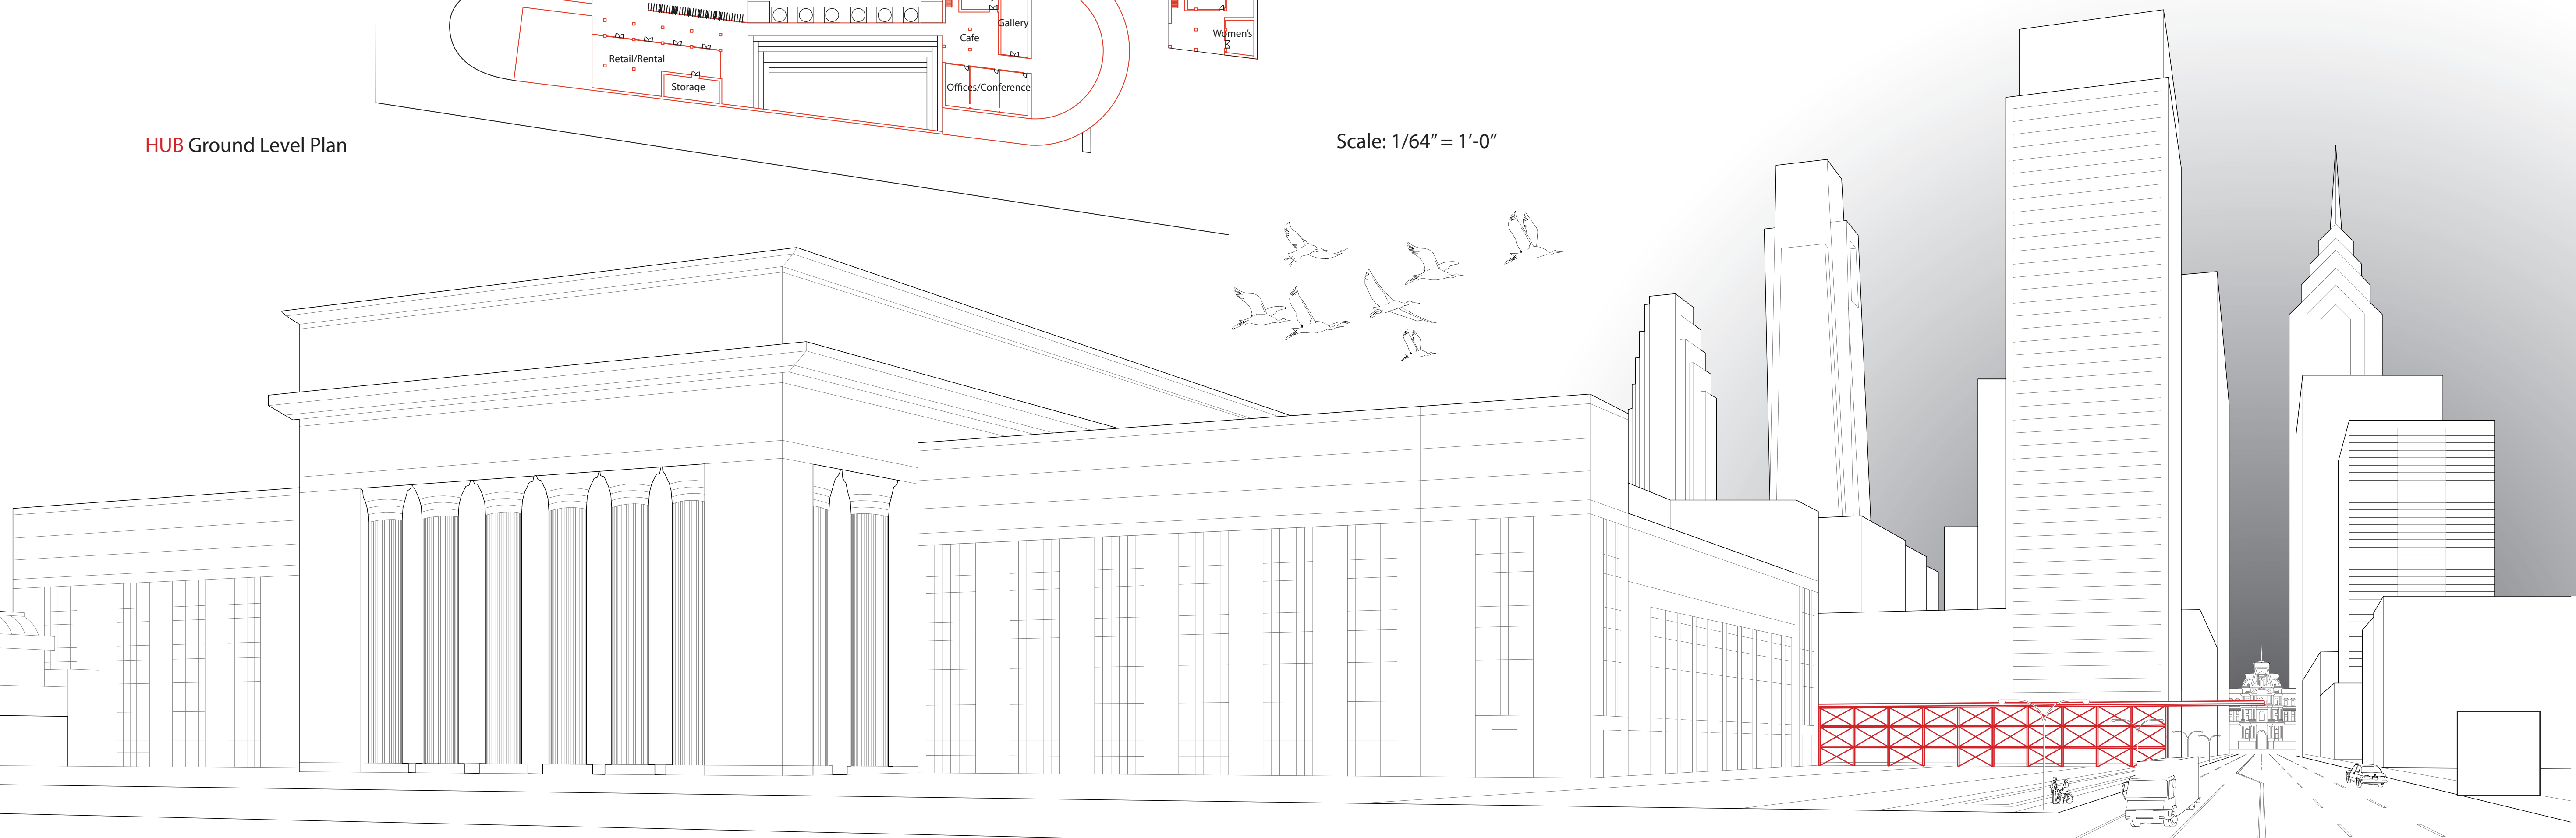 Gallery
Cafe
Women's
Retail/Rental
Storage
Offices/Conference
HUB Ground Level Plan
Scale: 1/64” = 1’-0”